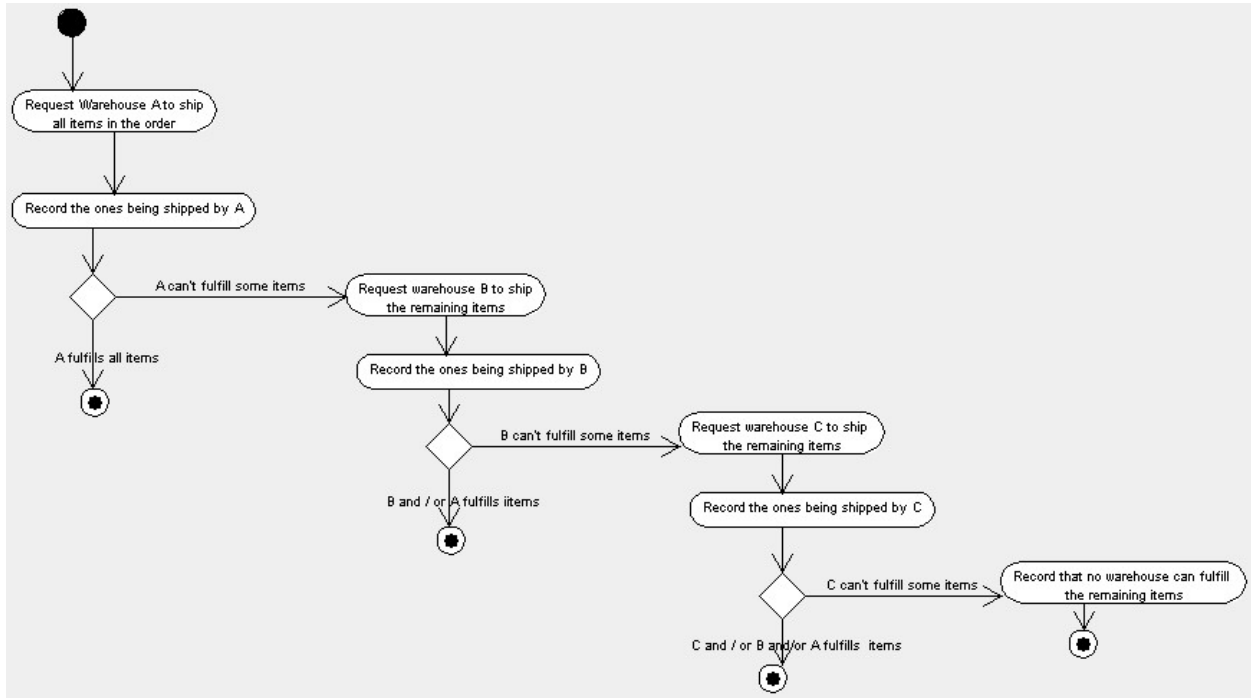 Request Warehouse A to ship
all items in the order
Record the ones being shipped by A
A can't fulfill some items
Request warehouse B to ship
the remaining items
A fulfills all items
Record the ones being shipped by B
B can't fulfill some items
Request warehouse C to ship
the remaining items
B and / or A fulfills iitems
Record the ones being shipped by C
C can't fulfill some items
Record that no warehouse can fulfill
the remaining items
C and / or B and/or A fulfills items